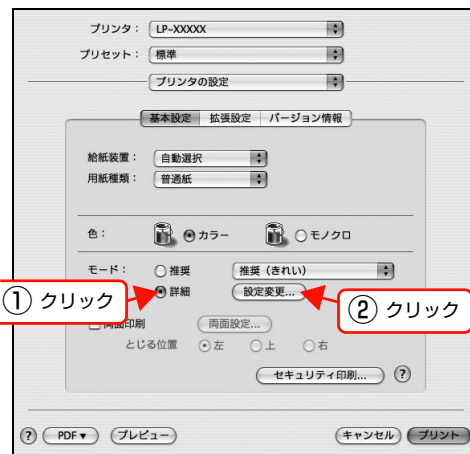 プリンタ： LP-XXXXX
プリセット： 標準
プリンタの設定
基本設定 拡張設定 バージョン情報
給紙装置： 自動選択
用紙種類： 普通紙
色： カラー モノクロ
モード： 推奨 推奨（きれい）
詳細 設定変更...
① クリック
② クリック
両面印刷 両面設定...
とじる位置 左 上 右
セキュリティ印刷... ?
? PDF▼ プレビュー キャンセル プリント